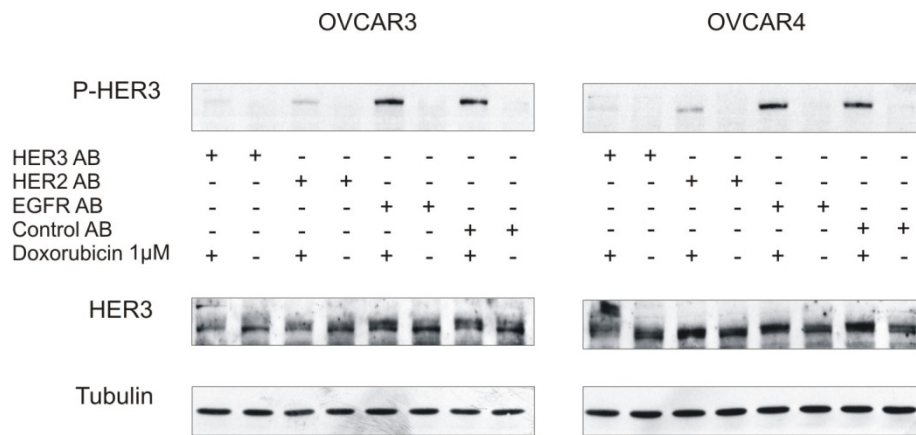 OVCAR3 OVCAR4
P-HER3
HER3 AB + + - - - - - - + + - - - - - -
HER2 AB - - + + - - - - - - + + - - - -
EGFR AB - - - - + + - - - - - - + + - -
Control AB - - - - - - + + - - - - - - + +
Doxorubicin 1µM + - + - + - + - + - + - + - + -
HER3
Tubulin